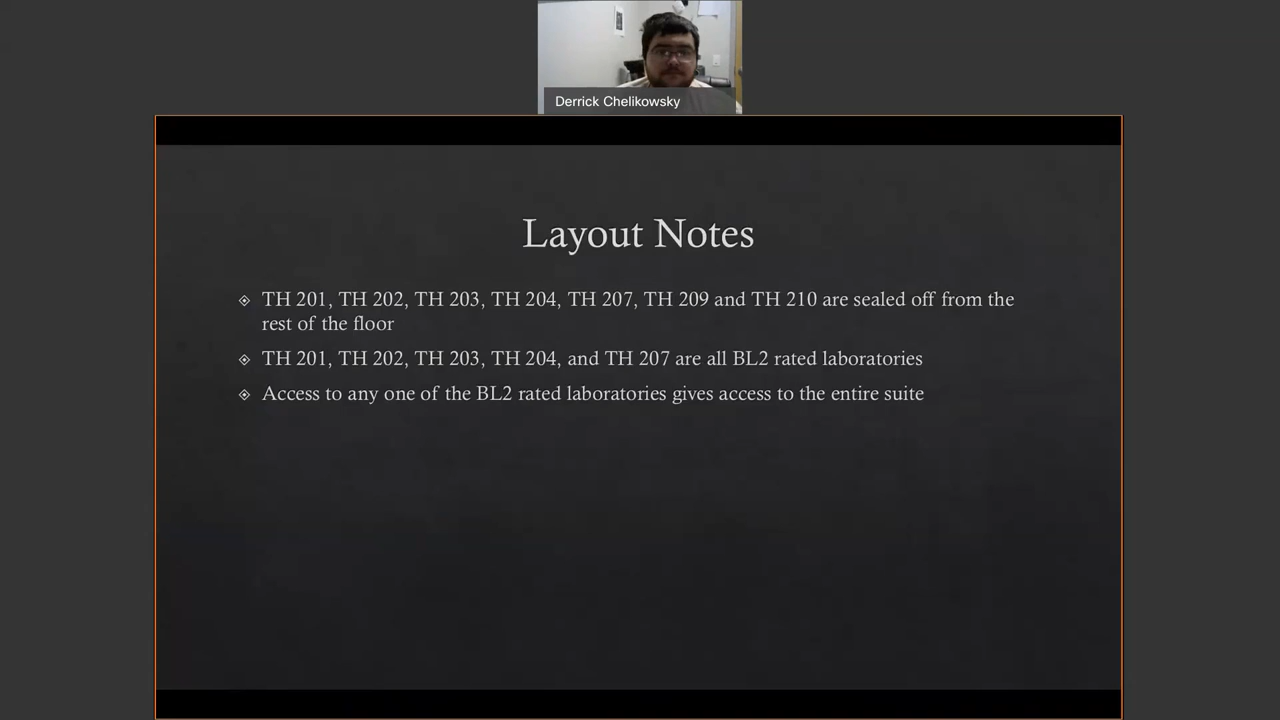 Derrick Chelikowsky
Layout Notes
TH 201, TH 202, TH 203, TH 204, TH 207, TH 209 and TH 210 are sealed off from the
rest of the floor
TH 201, TH 202, TH 203, TH 204, and TH 207 are all BL2 rated laboratories
Access to any one of the BL2 rated laboratories gives access to the entire suite